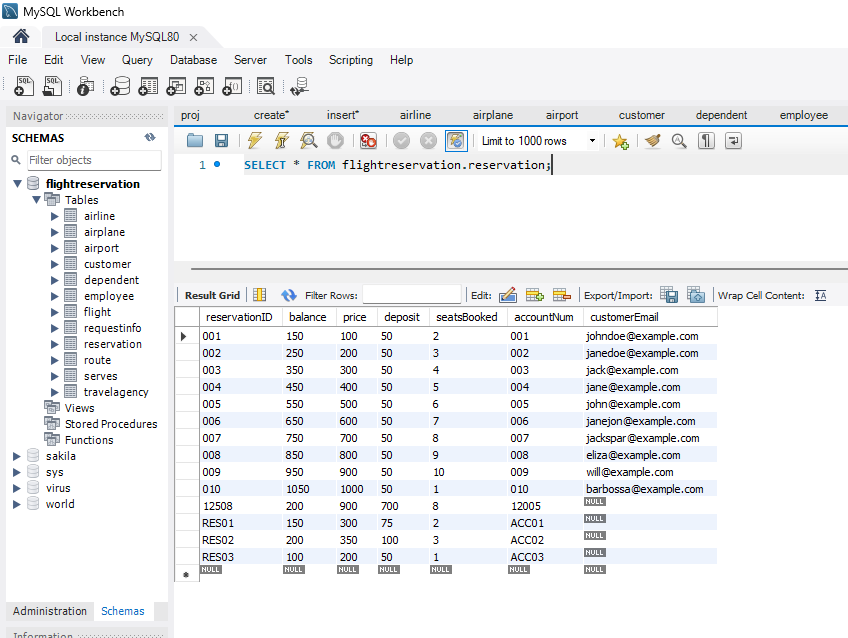 MySQL Workbench
Local instance MySQL80 ×
File Edit View Query Database Server Tools Scripting Help
Navigator
SCHEMAS
Filter objects
flightreservation
Tables
airline
airplane
airport
customer
dependent
employee
flight
requestinfo
reservation
route
serves
travelagency
Views
Stored Procedures
Functions
sakila
sys
virus
world
Administration Schemas
Information
proj create* insert* airline airplane airport customer dependent employee
Limit to 1000 rows
1 SELECT * FROM flightreservation.reservation;
Result Grid Filter Rows: Edit: Export/Import: Wrap Cell Content: IA
reservationID balance price deposit seatsBooked accountNum customerEmail
001 150 100 50 2 001 johndoe@example.com
002 250 200 50 3 002 janedoe@example.com
003 350 300 50 4 003 jack@example.com
004 450 400 50 5 004 jane@example.com
005 550 500 50 6 005 john@example.com
006 650 600 50 7 006 janejon@example.com
007 750 700 50 8 007 jackspar@example.com
008 850 800 50 9 008 eliza@example.com
009 950 900 50 10 009 will@example.com
010 1050 1000 50 1 010 barbossa@example.com
12508 200 900 700 8 12005 NULL
RES01 150 300 75 2 ACC01 NULL
RES02 200 350 100 3 ACC02 NULL
RES03 100 200 50 1 ACC03 NULL
NULL NULL NULL NULL NULL NULL NULL